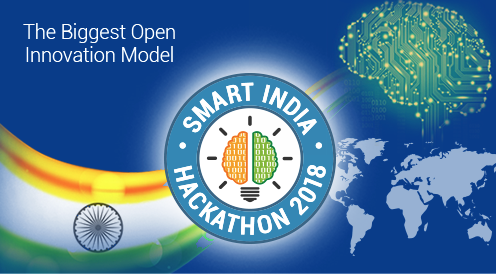 The Biggest Open
Innovation Model
SMART INDIA
HACKATHON 2018